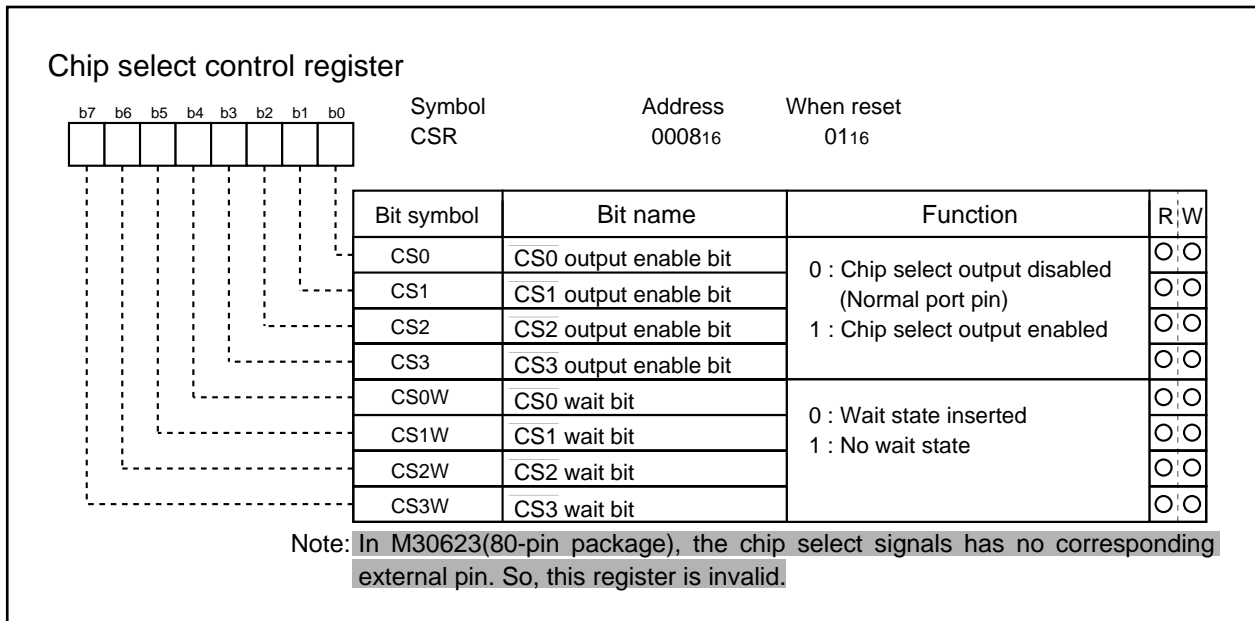 Chip select control register
b7 b6 b5 b4 b3 b2 b1 b0
Symbol Address When reset
CSR 000816 0116
Bit symbol Bit name Function R W
CS0 CS0 output enable bit
CS1 CS1 output enable bit
CS2 CS2 output enable bit
CS3 CS3 output enable bit
0 : Chip select output disabled
(Normal port pin)
1 : Chip select output enabled
CS0W CS0 wait bit
CS1W CS1 wait bit
CS2W CS2 wait bit
CS3W CS3 wait bit
0 : Wait state inserted
1 : No wait state
Note: In M30623(80-pin package), the chip select signals has no corresponding
external pin. So, this register is invalid.